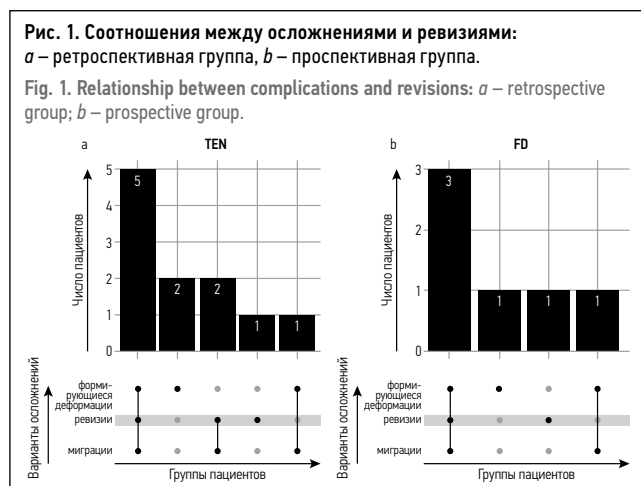 Рис. 1. Соотношения между осложнениями и ревизиями:
a – ретроспективная группа, b – проспективная группа.
Fig. 1. Relationship between complications and revisions: a – retrospective
group; b – prospective group.
a
TEN
Число пациентов
5
4
3
2
1
0
5
2
2
1
1
Варианты осложнений
форми-
рующиеся
деформации
ревизии
миграции
Группы пациентов
b
FD
Число пациентов
3
2
1
0
3
1
1
1
Варианты осложнений
форми-
рующиеся
деформации
ревизии
миграции
Группы пациентов